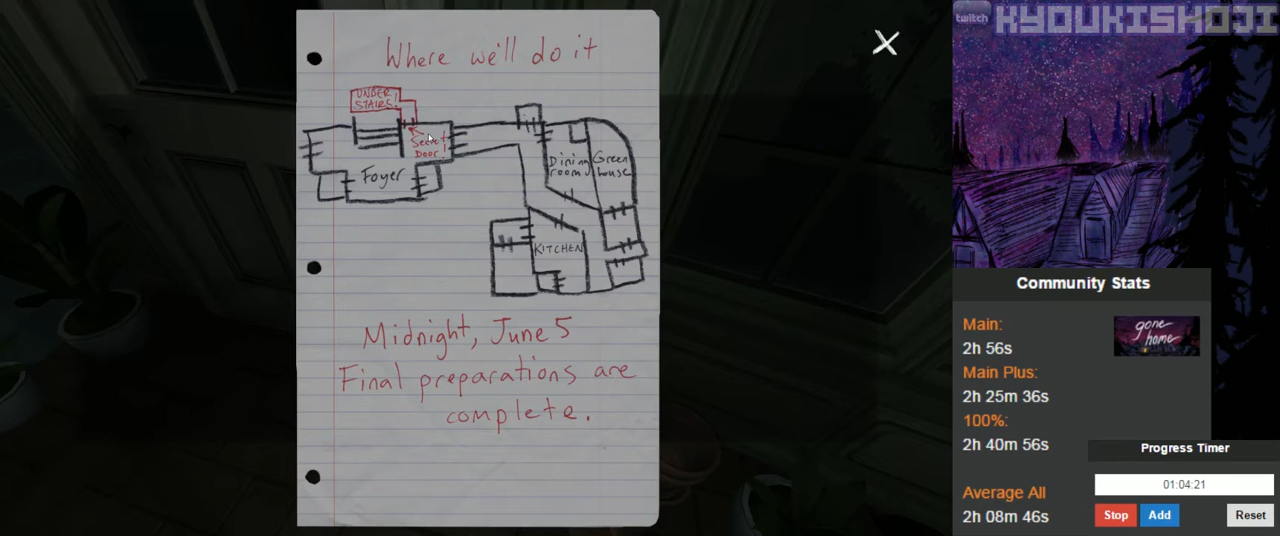 Where we'll do it
UNDER
STAIRS!
Secret
Door!
Foyer
Dining
room
Green
house
KITCHEN
Midnight, June 5
Final preparations are
complete.
twitch KYOUKISHOJI
Community Stats
Main:
2h 56s
gone
home
Main Plus:
2h 25m 36s
100%:
2h 40m 56s
Progress Timer
01:04:21
Average All
2h 08m 46s
Stop Add Reset